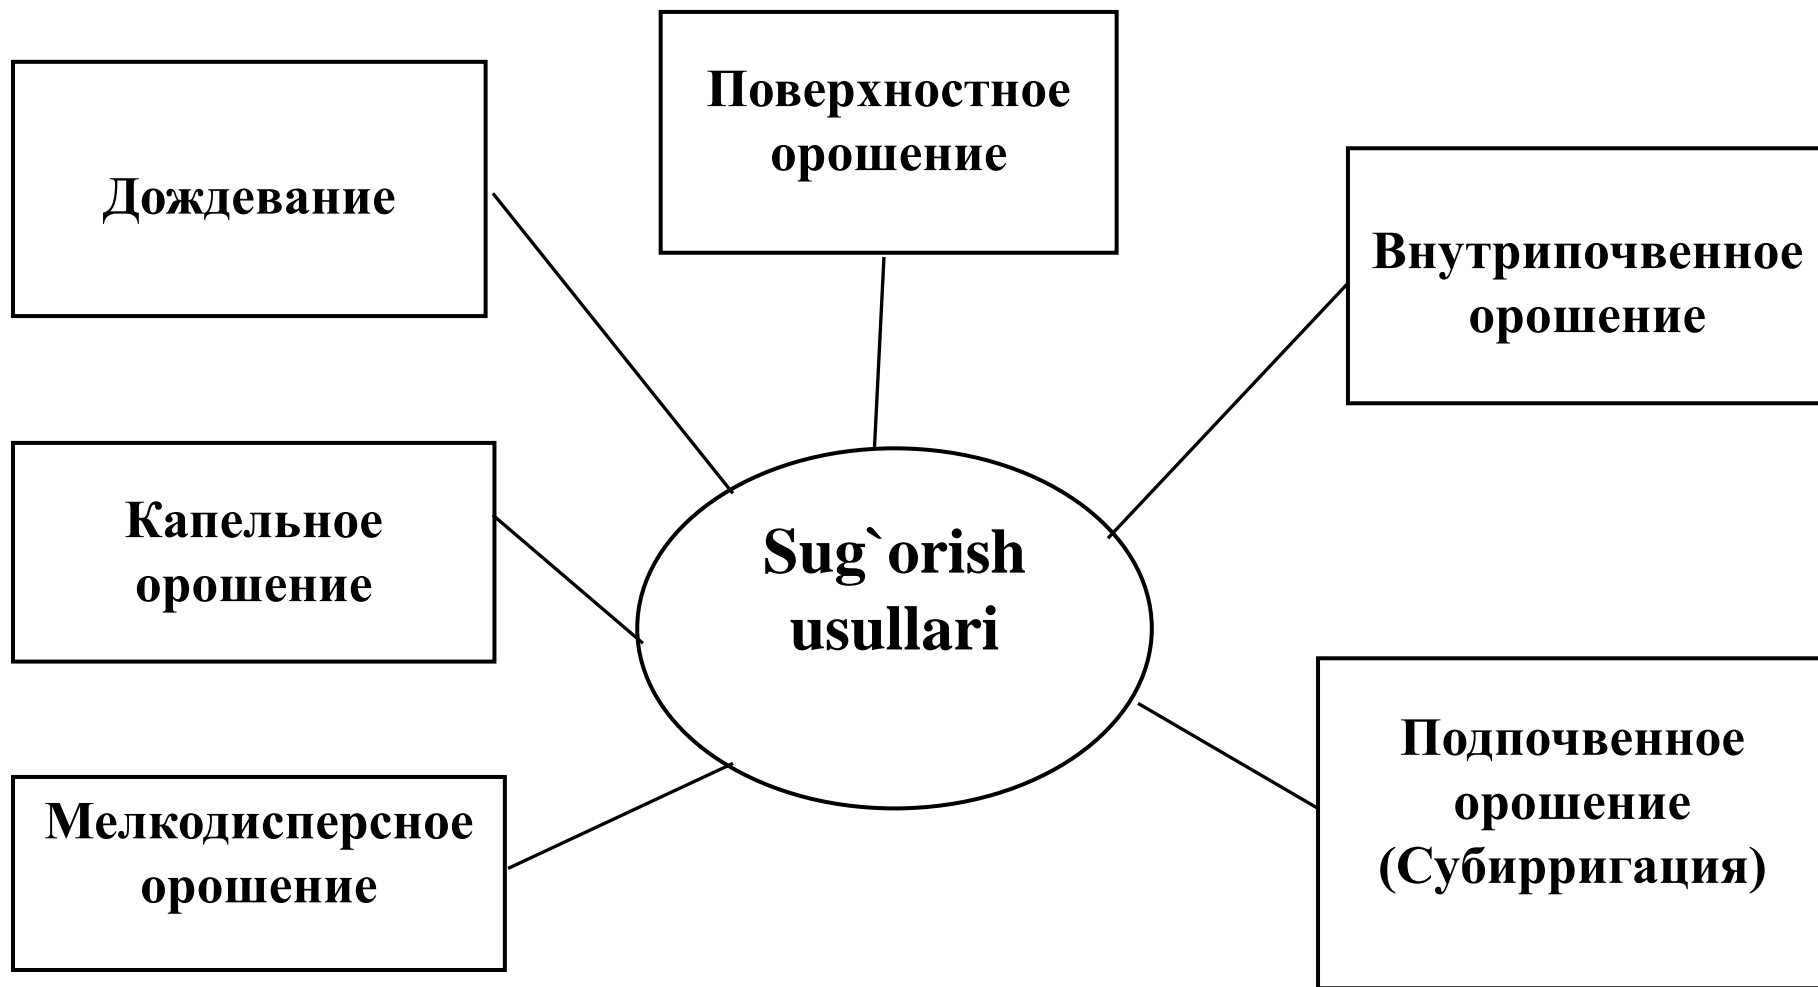 Поверхностное
орошение
Дождевание
Внутрипочвенное
орошение
Капельное
орошение
Sug`orish
usullari
Подпочвенное
орошение
(Субирригация)
Мелкодисперсное
орошение